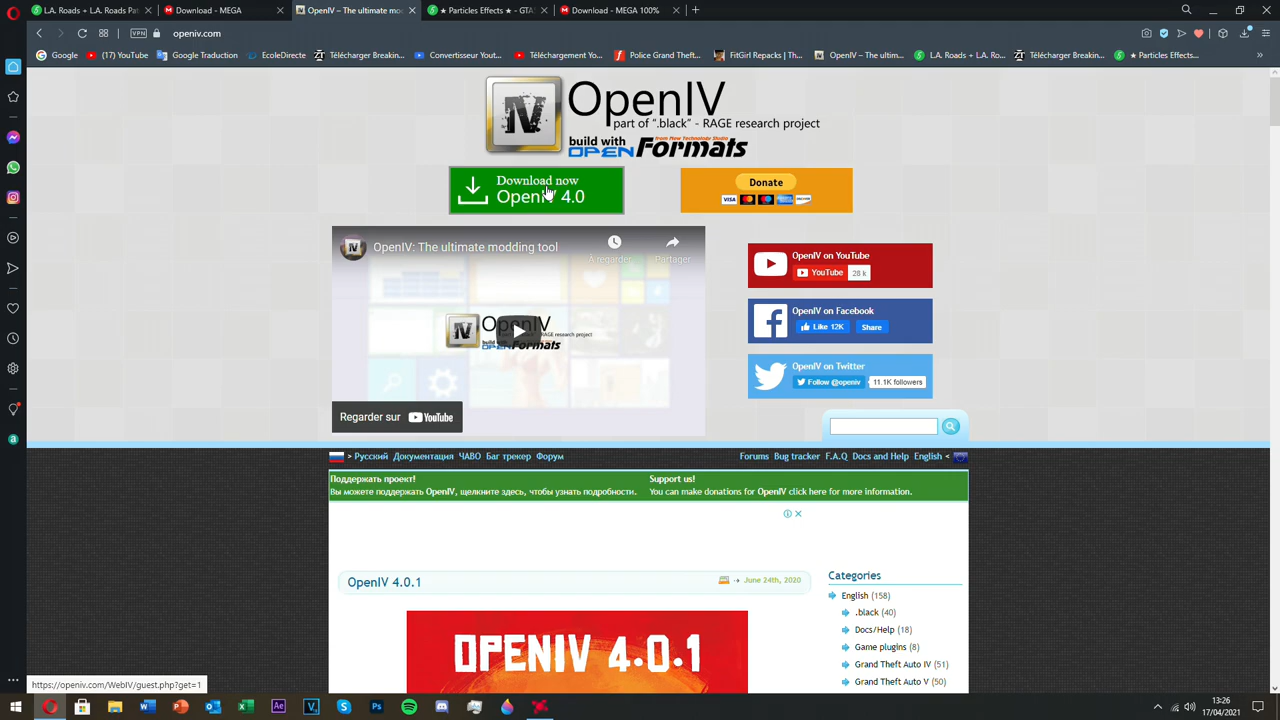 L.A. Roads + L.A. Roads Pat
Download - MEGA
OpenIV – The ultimate mo
Particles Effects ★ - GTA
Download - MEGA 100%
VPN
openiv.com
Google
(17) YouTube
Google Traduction
EcoleDirecte
Télécharger Breakin...
Convertisseur Youtu...
Téléchargement Yo...
Police Grand Theft...
FitGirl Repacks | Th...
OpenIV – The ultim...
L.A. Roads + L.A. Ro...
Télécharger Breakin...
★ Particles Effects...
OpenIV
part of ".black" - RAGE research project
build with
from New Technology Studio
OPENFormats
Download now
OpenIV 4.0
Donate
VISA
OpenIV: The ultimate modding tool
À regarder...
Partager
OpenIV
Regarder sur YouTube
OpenIV on YouTube
YouTube 28 k
OpenIV on Facebook
Like 12K Share
OpenIV on Twitter
Follow @openiv 11.1K followers
> Русский Документация ЧАВО Баг трекер Форум
Forums Bug tracker F.A.Q Docs and Help English <
Поддержать проект!
Вы можете поддержать OpenIV, щелкните здесь, чтобы узнать подробности.
Support us!
You can make donations for OpenIV click here for more information.
OpenIV 4.0.1
June 24th, 2020
OPENIV 4.0.1
Categories
English (158)
.black (40)
Docs/Help (18)
Game plugins (8)
Grand Theft Auto IV (51)
Grand Theft Auto V (50)
https://openiv.com/WebIV/guest.php?get=1
13:26
17/04/2021